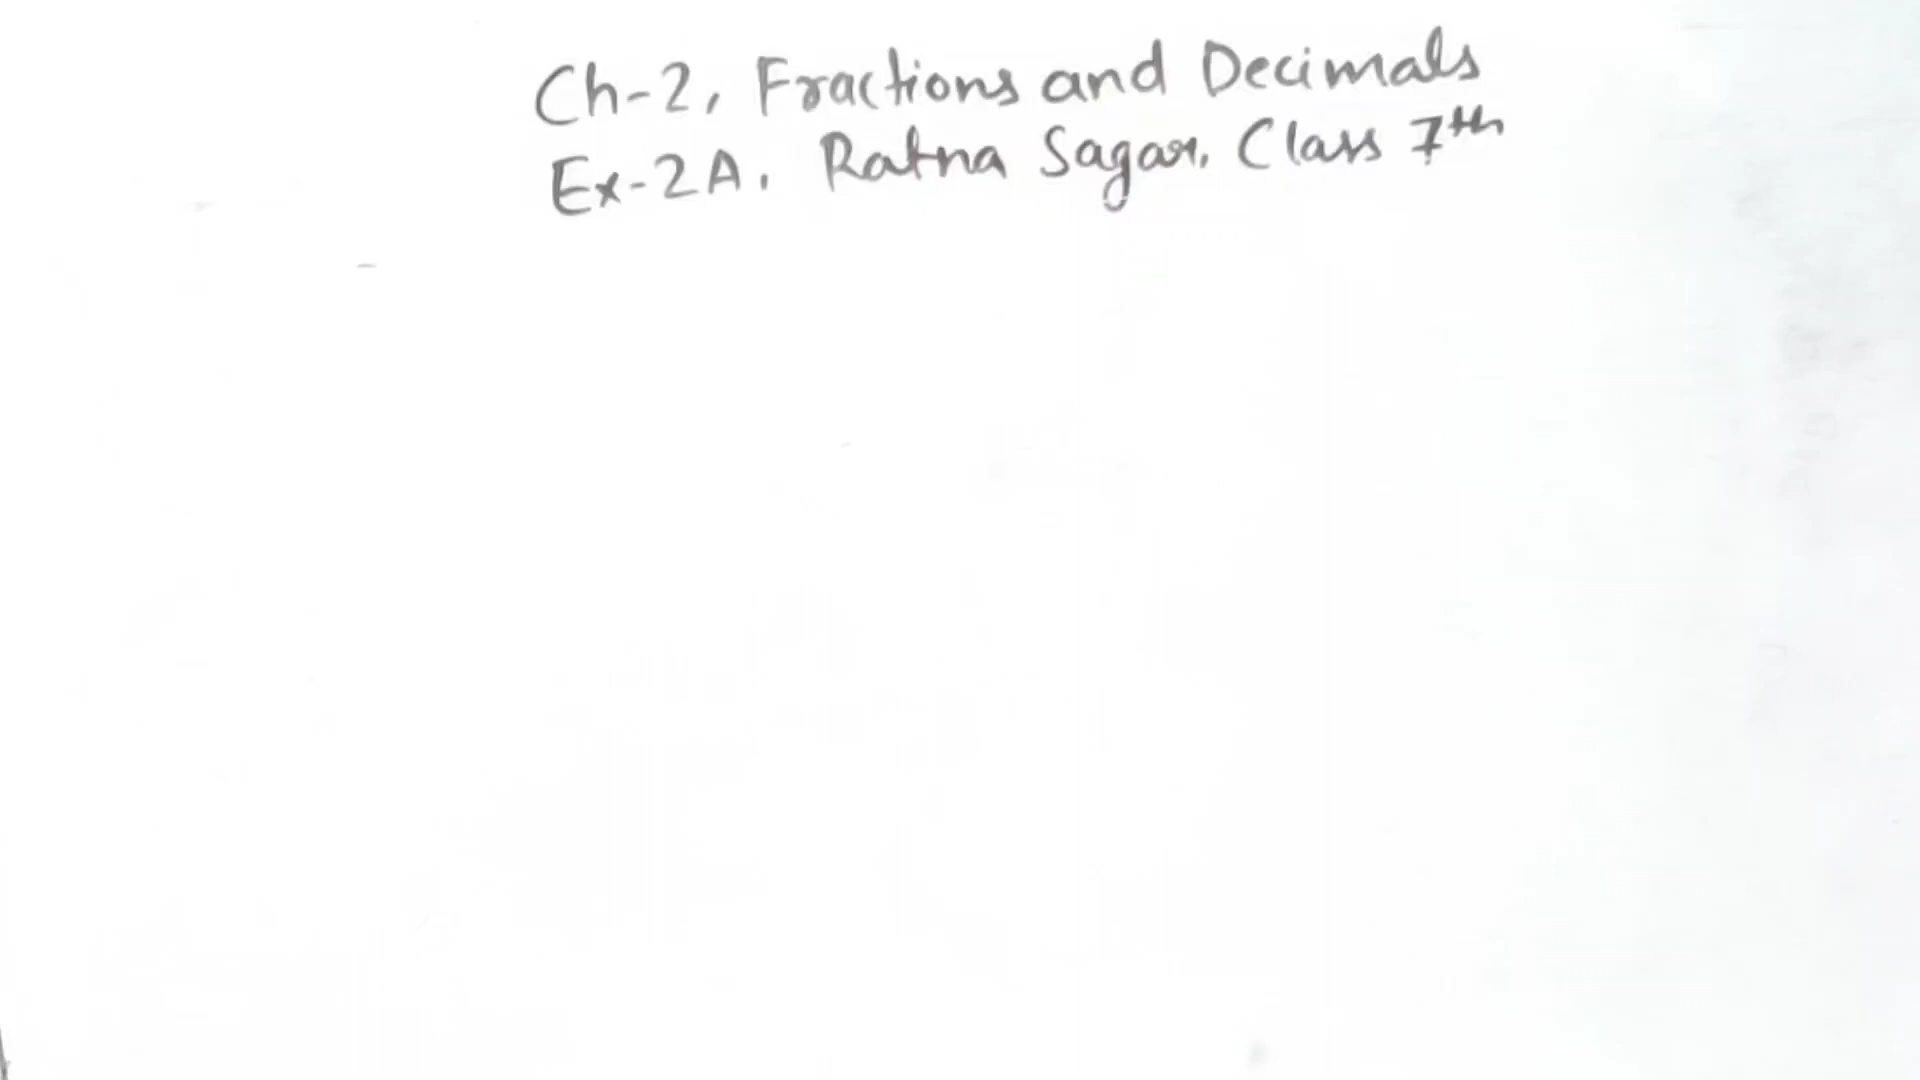 Ch-2, Fractions and Decimals
Ex-2A, Ratna Sagar, Class 7th